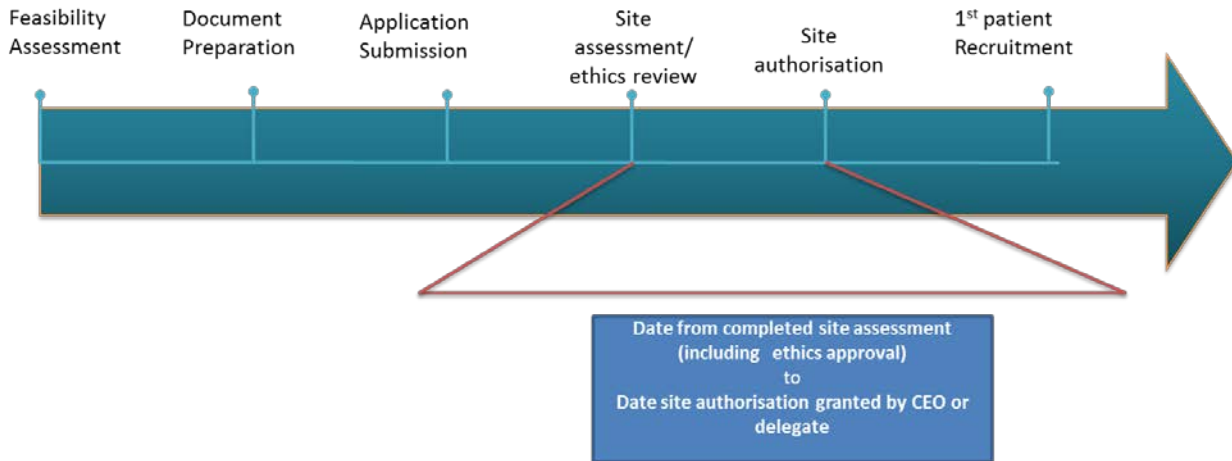 Feasibility
Assessment
Document
Preparation
Application
Submission
Site
assessment/
ethics review
Site
authorisation
1st patient
Recruitment
Date from completed site assessment
(including ethics approval)
to
Date site authorisation granted by CEO or
delegate